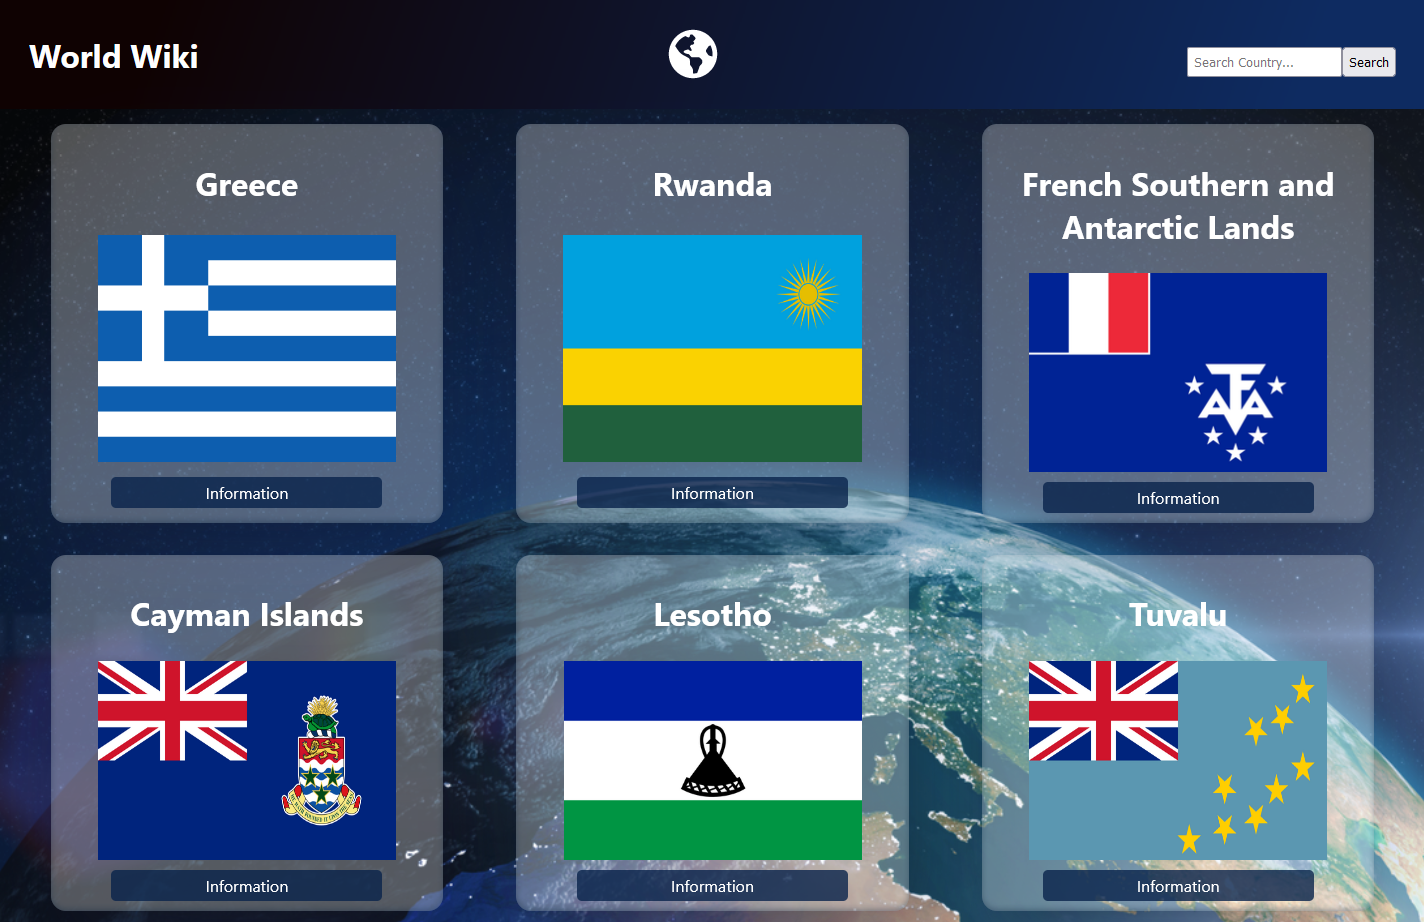 World Wiki
Search Country...
Search
Greece
Rwanda
French Southern and
Antarctic Lands
Information
Information
Information
Cayman Islands
Lesotho
Tuvalu
Information
Information
Information